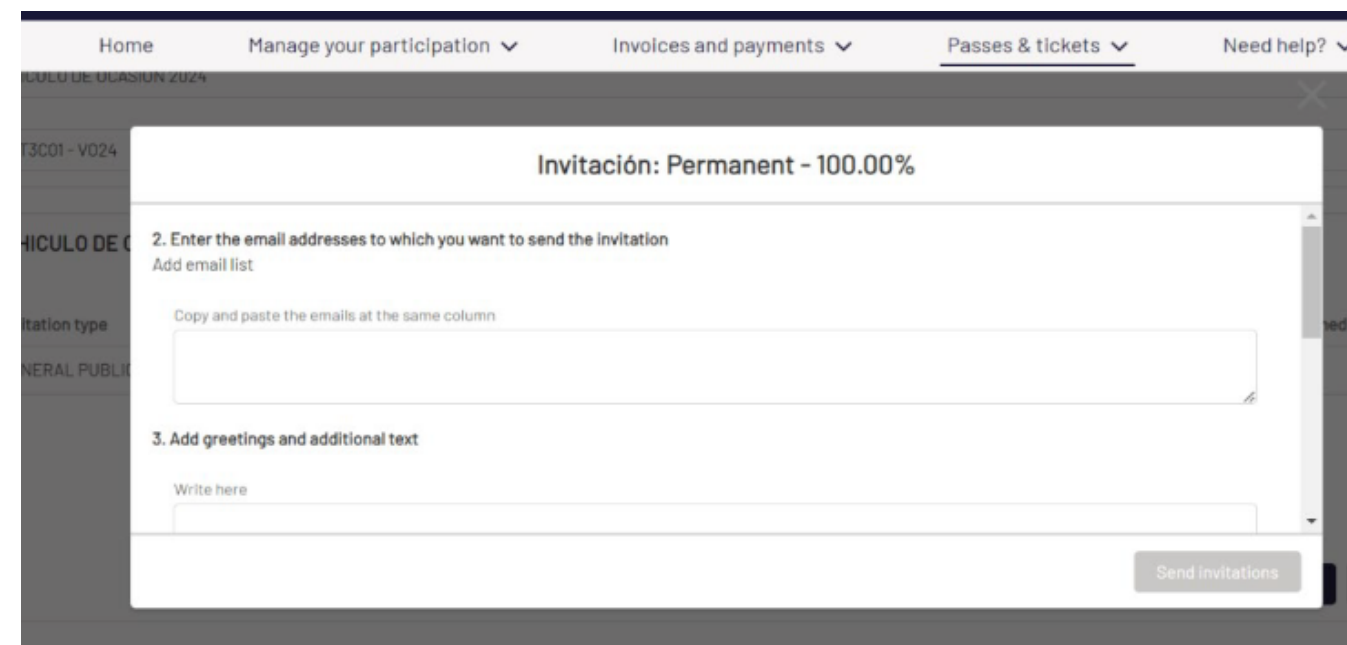 Home Manage your participation Invoices and payments Passes & tickets Need help?
CULO DE OCASION 2024
T3C01 - VO24
Invitación: Permanent - 100.00%
HICULO DE
2. Enter the email addresses to which you want to send the invitation
Add email list
itation type
Copy and paste the emails at the same column
NERAL PUBLIC
3. Add greetings and additional text
Write here
Send invitations